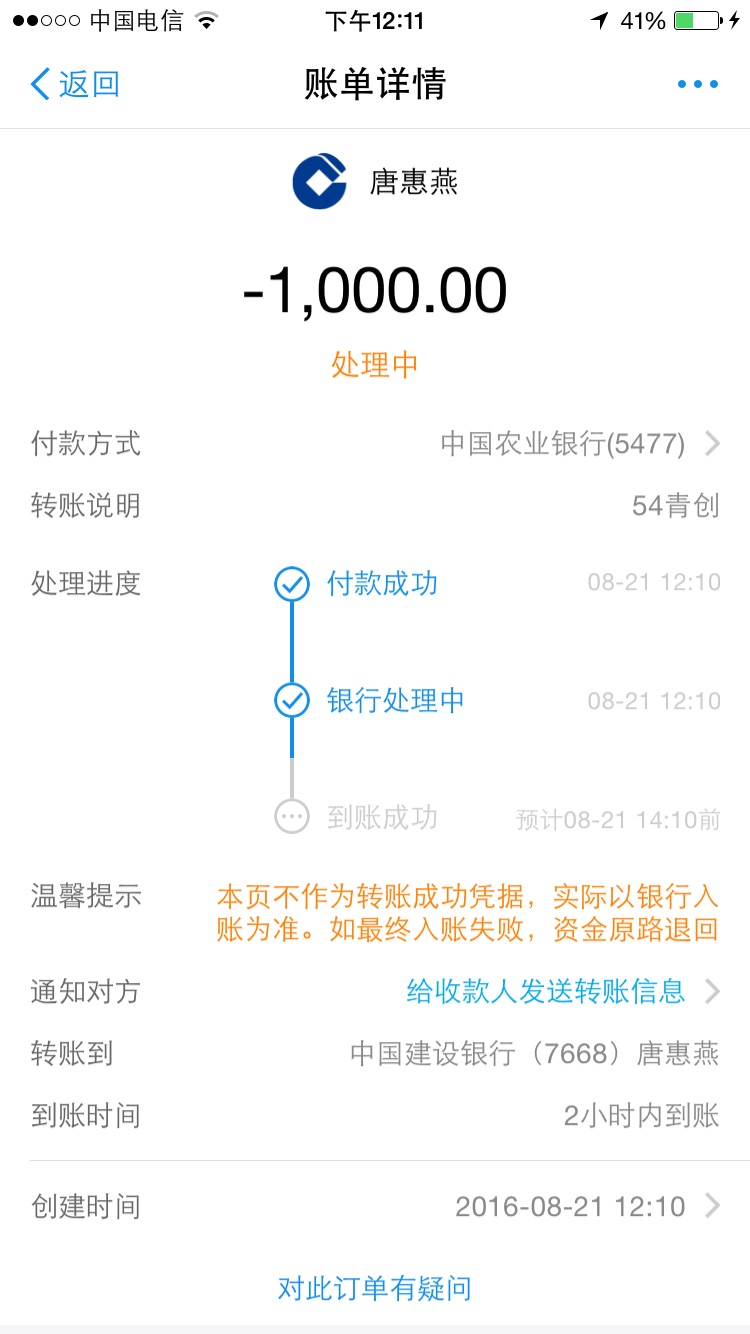 中国电信 下午12:11 41%
返回 账单详情
唐惠燕
-1,000.00
处理中
付款方式 中国农业银行(5477)
转账说明 54青创
处理进度 付款成功 08-21 12:10
银行处理中 08-21 12:10
到账成功 预计08-21 14:10前
温馨提示 本页不作为转账成功凭据，实际以银行入
账为准。如最终入账失败，资金原路退回
通知对方 给收款人发送转账信息
转账到 中国建设银行（7668）唐惠燕
到账时间 2小时内到账
创建时间 2016-08-21 12:10
对此订单有疑问